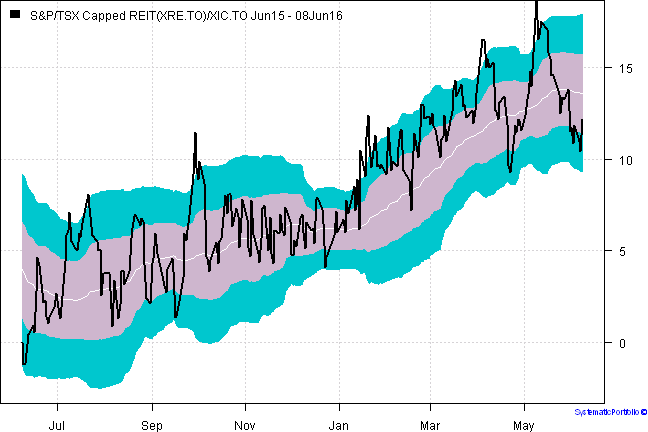 S&P/TSX Capped REIT(XRE.TO)/XIC.TO Jun15 - 08Jun16
15
10
5
0
Jul Sep Nov Jan Mar May
SystematicPortfolio ©